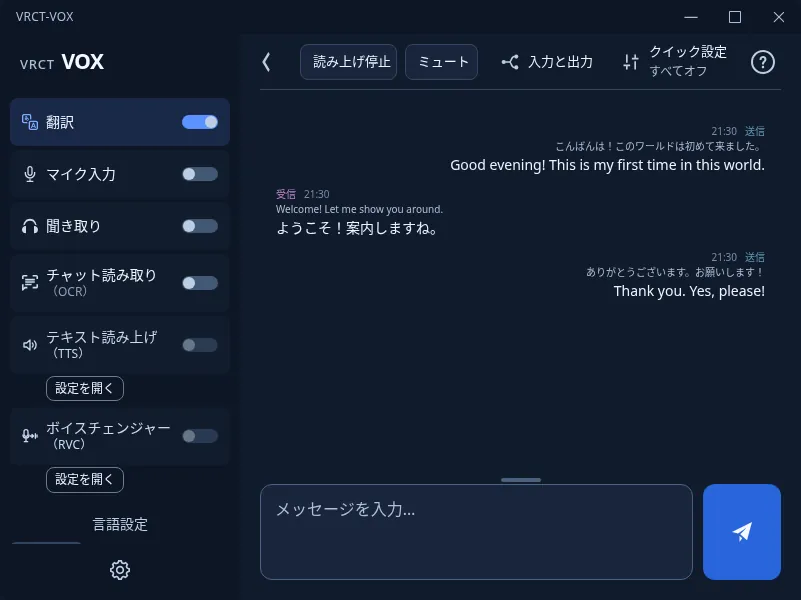 VRCT-VOX
VRCT VOX
翻訳
マイク入力
聞き取り
チャット読み取り
（OCR）
テキスト読み上げ
（TTS）
設定を開く
ボイスチェンジャー
（RVC）
設定を開く
言語設定
読み上げ停止
ミュート
入力と出力
クイック設定
すべてオフ
?
21:30 送信
こんばんは！このワールドは初めて来ました。
Good evening! This is my first time in this world.
受信 21:30
Welcome! Let me show you around.
ようこそ！案内しますね。
21:30 送信
ありがとうございます。お願いします！
Thank you. Yes, please!
メッセージを入力...